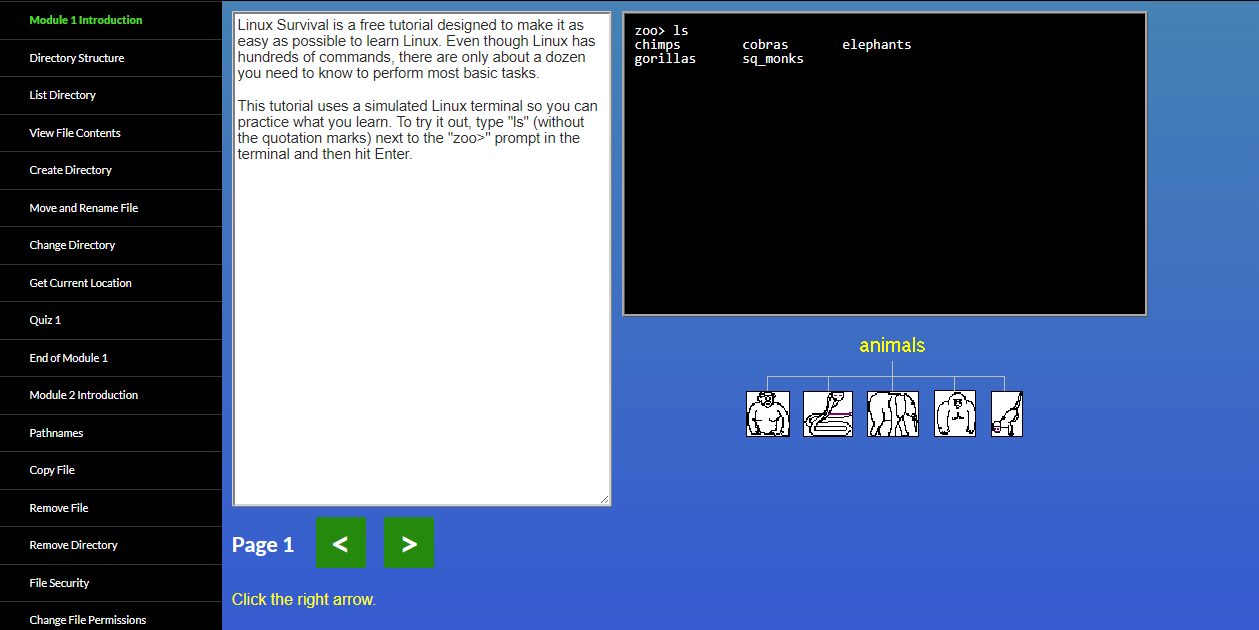 Module 1 Introduction
Directory Structure
List Directory
View File Contents
Create Directory
Move and Rename File
Change Directory
Get Current Location
Quiz 1
End of Module 1
Module 2 Introduction
Pathnames
Copy File
Remove File
Remove Directory
File Security
Change File Permissions
Linux Survival is a free tutorial designed to make it as
easy as possible to learn Linux. Even though Linux has
hundreds of commands, there are only about a dozen
you need to know to perform most basic tasks.
This tutorial uses a simulated Linux terminal so you can
practice what you learn. To try it out, type "ls" (without
the quotation marks) next to the "zoo>" prompt in the
terminal and then hit Enter.
Page 1 < >
Click the right arrow.
zoo> ls
chimps cobras elephants
gorillas sq_monks
animals